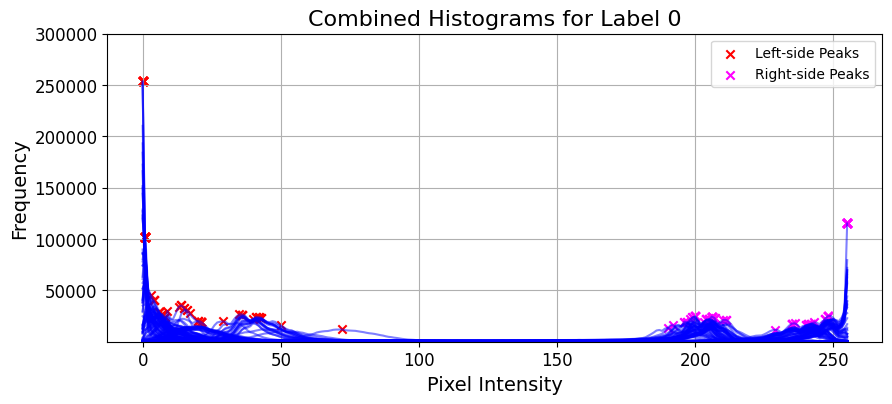 Combined Histograms for Label 0
300000
250000
200000
150000
100000
50000
Frequency
0
50
100
150
200
250
Pixel Intensity
Left-side Peaks
Right-side Peaks